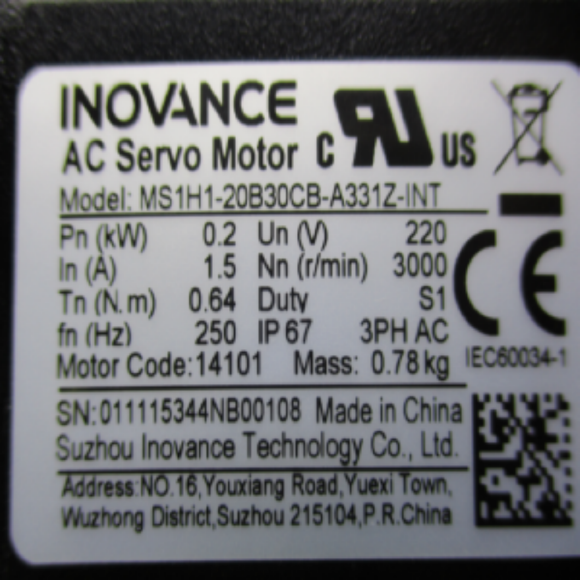 INOVANCE
AC Servo Motor
C RU US
Model: MS1H1-20B30CB-A331Z-INT
Pn (kW) 0.2 Un (V) 220
In (A) 1.5 Nn (r/min) 3000
Tn (N.m) 0.64 Duty S1
fn (Hz) 250 IP 67 3PH AC
Motor Code:14101 Mass: 0.78kg
CE
IEC60034-1
SN:011115344NB00108 Made in China
Suzhou Inovance Technology Co., Ltd.
Address:NO.16,Youxiang Road,Yuexi Town,
Wuzhong District,Suzhou 215104,P.R.China